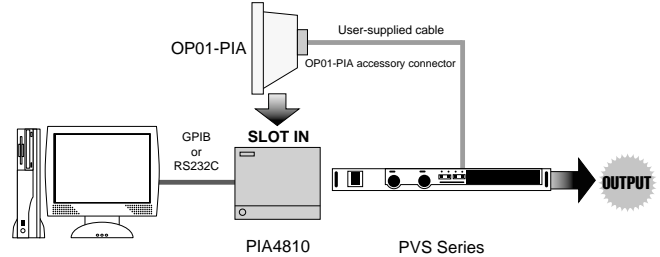 User-supplied cable
OP01-PIA
OP01-PIA accessory connector
SLOT IN
GPIB
or
RS232C
OUTPUT
PIA4810
PVS Series